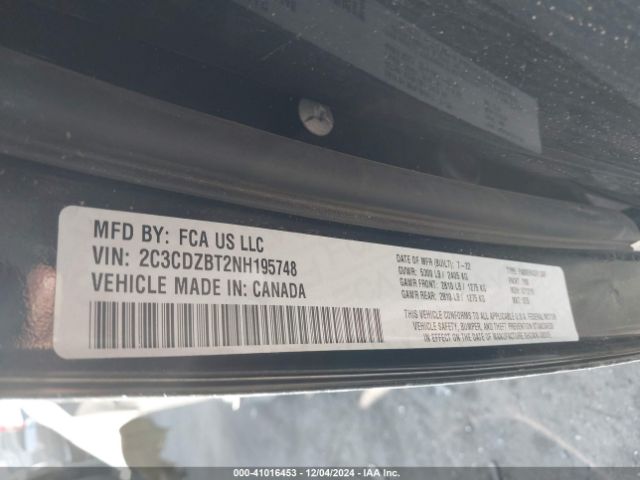 MFD BY: FCA US LLC
VIN: 2C3CDZBT2NH195748
VEHICLE MADE IN: CANADA
DATE OF MFR (BUILT): 7-22
GVWR: 5300 LB / 2405 KG
GAWR FRONT: 2810 LB / 1275 KG
GAWR REAR: 2810 LB / 1275 KG
TYPE: PASSENGER CAR
THIS VEHICLE CONFORMS TO ALL APPLICABLE U.S.A. FEDERAL MOTOR
VEHICLE SAFETY, BUMPER, AND THEFT PREVENTION STANDARDS
IN EFFECT ON THE DATE OF MANUFACTURE SHOWN ABOVE.
000-41016453 - 12/04/2024 - IAA Inc.